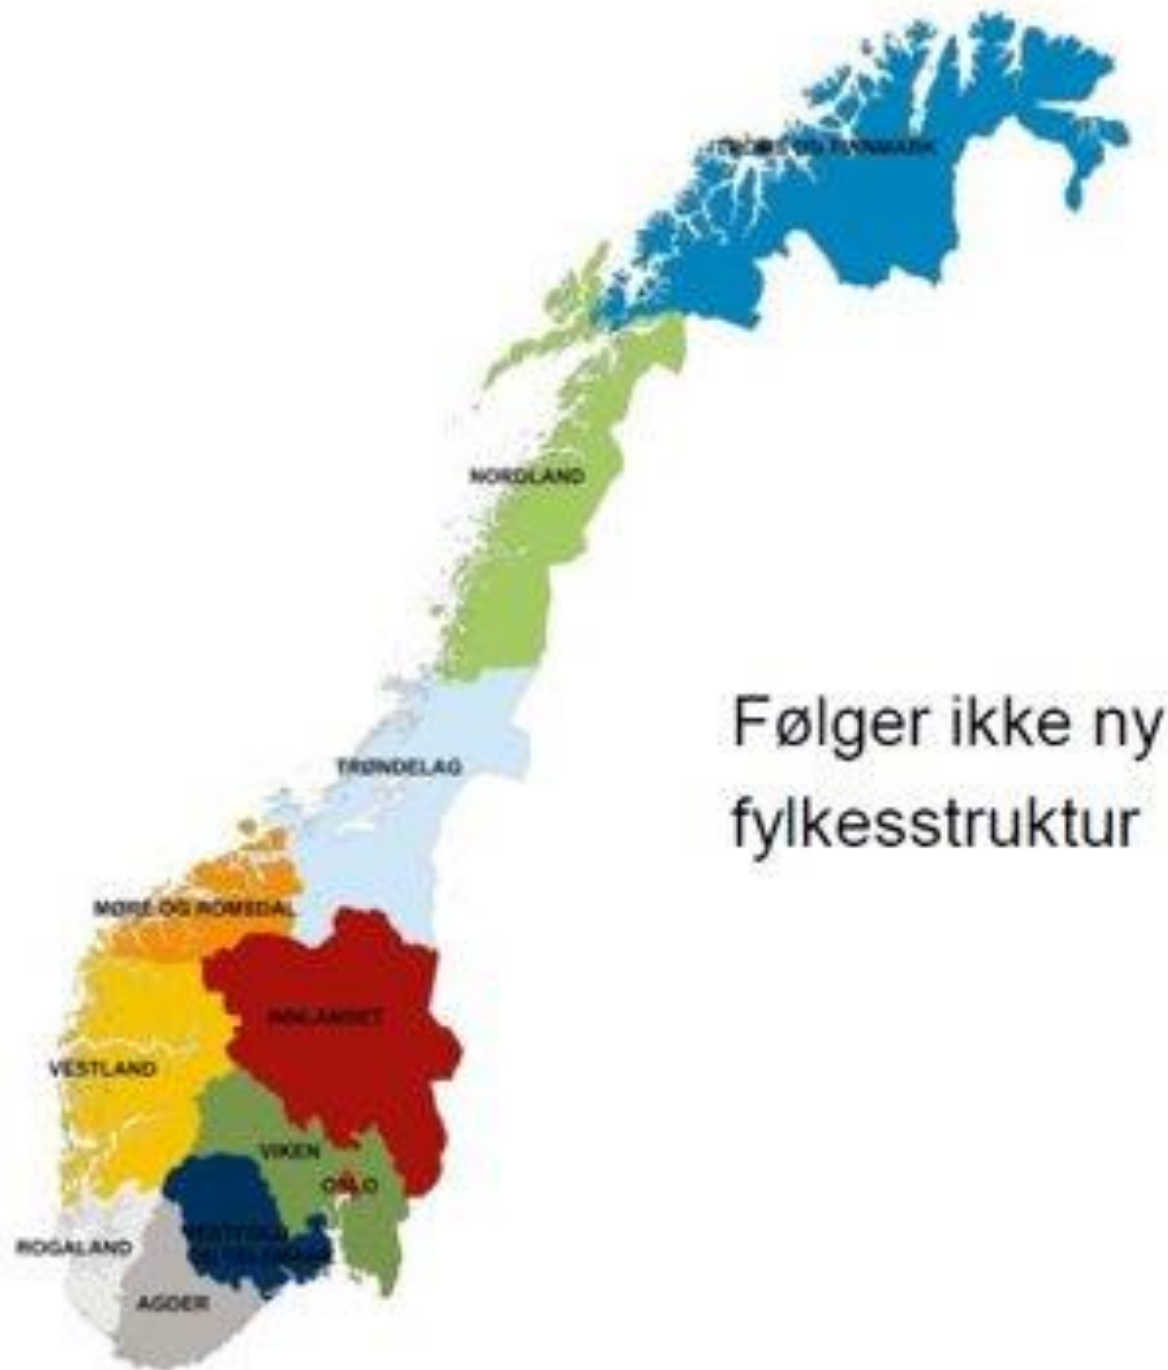 TROMS OG FINNMARK
NORDLAND
Følger ikke ny
fylkesstruktur
TRØNDELAG
MØRE OG ROMSDAL
INNLANDET
VESTLAND
VIKEN
OSLO
ROGALAND
AGDER